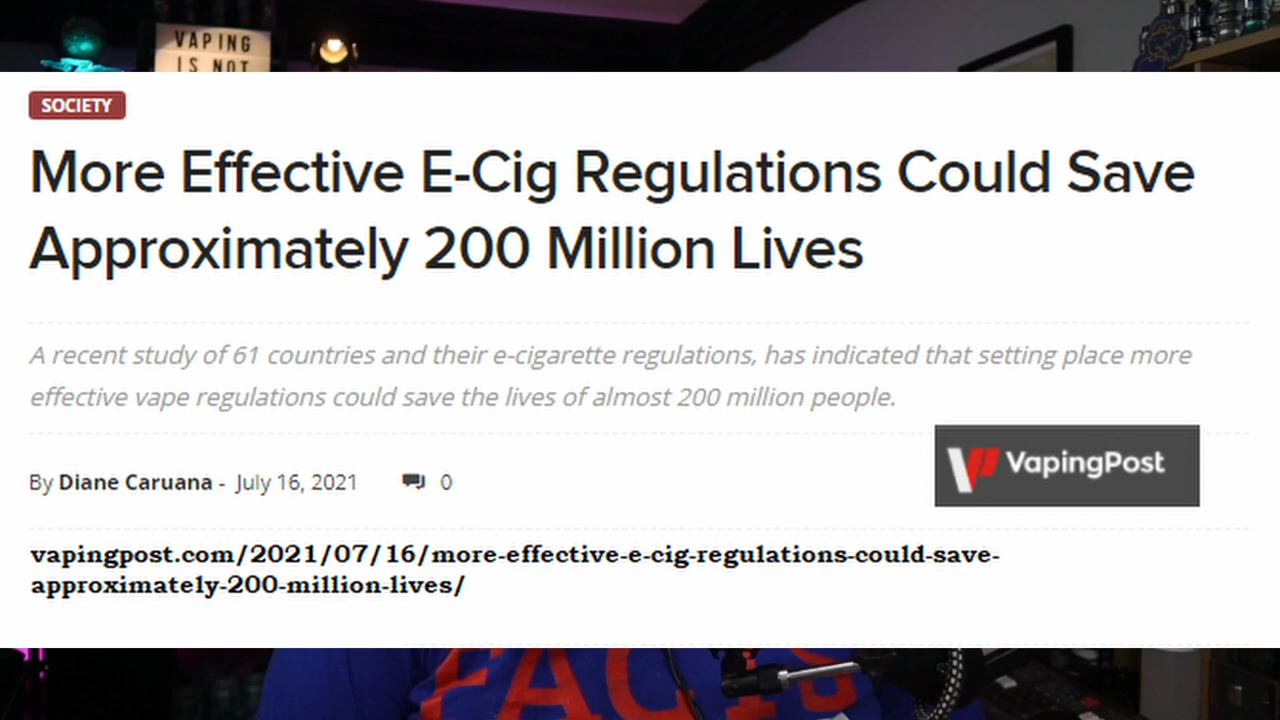 VAPING
IS NOT
SOCIETY
More Effective E-Cig Regulations Could Save
Approximately 200 Million Lives
A recent study of 61 countries and their e-cigarette regulations, has indicated that setting place more
effective vape regulations could save the lives of almost 200 million people.
By Diane Caruana - July 16, 2021 0
VapingPost
vapingpost.com/2021/07/16/more-effective-e-cig-regulations-could-save-
approximately-200-million-lives/
FACTS